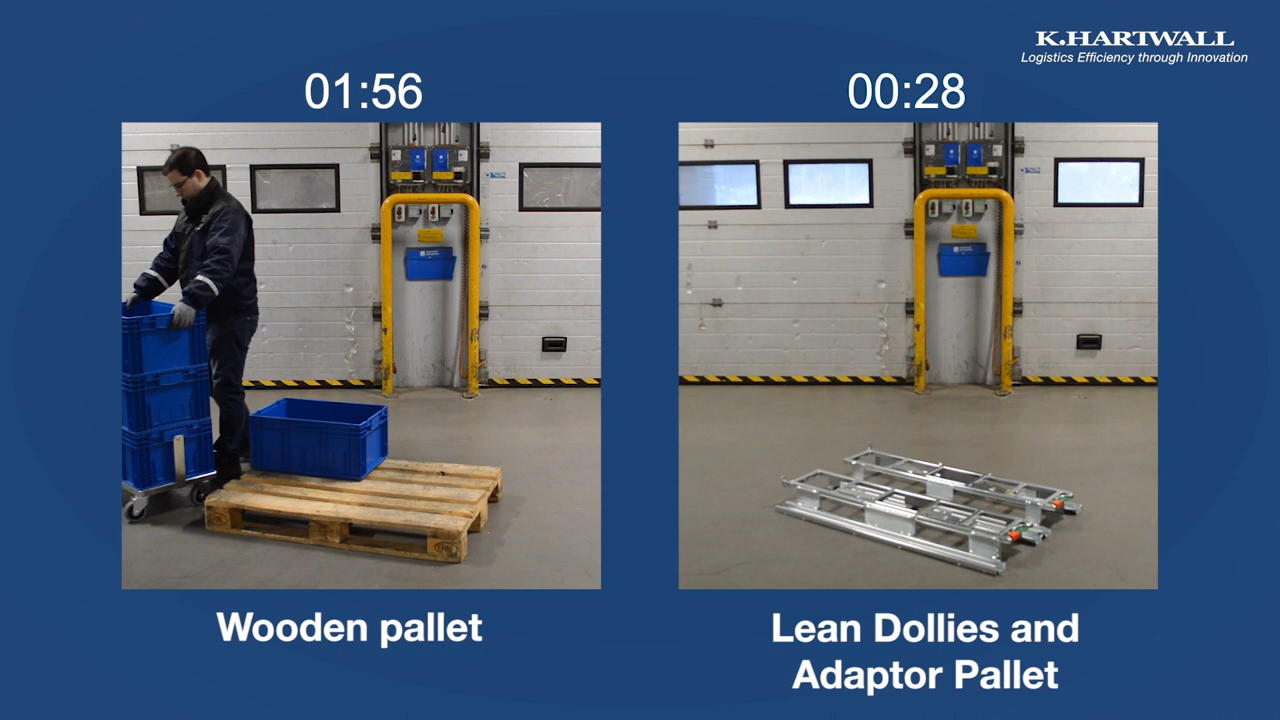 K.HARTWALL
Logistics Efficiency through Innovation
01:56
00:28
Wooden pallet
Lean Dollies and
Adaptor Pallet